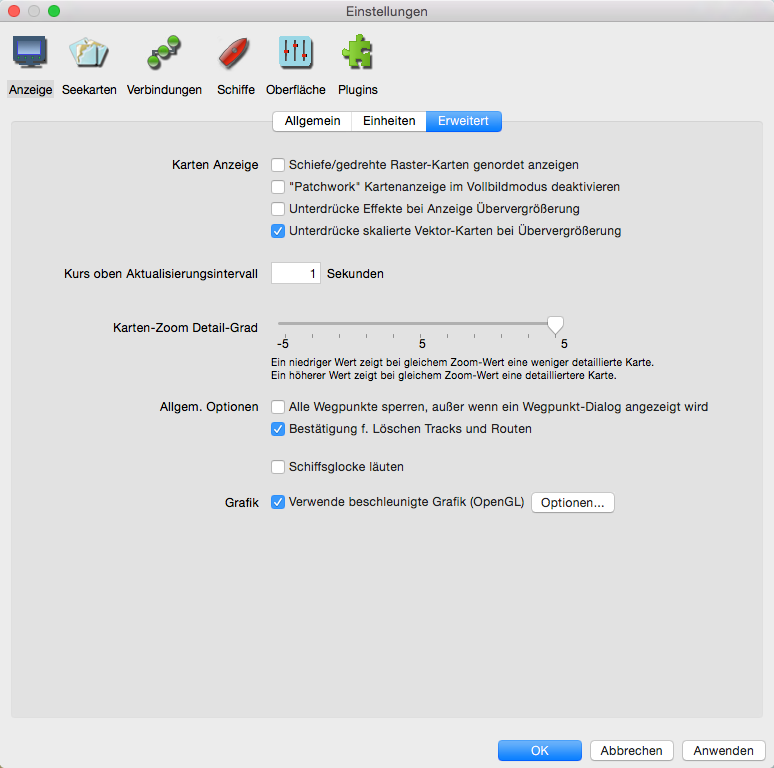 Einstellungen
Anzeige Seekarten Verbindungen Schiffe Oberfläche Plugins
Allgemein Einheiten Erweitert
Karten Anzeige Schiefe/gedrehte Raster-Karten genordet anzeigen
"Patchwork" Kartenanzeige im Vollbildmodus deaktivieren
Unterdrücke Effekte bei Anzeige Übervergrößerung
Unterdrücke skalierte Vektor-Karten bei Übervergrößerung
Kurs oben Aktualisierungsintervall 1 Sekunden
Karten-Zoom Detail-Grad
-5 5 5
Ein niedriger Wert zeigt bei gleichem Zoom-Wert eine weniger detaillierte Karte.
Ein höherer Wert zeigt bei gleichem Zoom-Wert eine detailliertere Karte.
Allgem. Optionen Alle Wegpunkte sperren, außer wenn ein Wegpunkt-Dialog angezeigt wird
Bestätigung f. Löschen Tracks und Routen
Schiffsglocke läuten
Grafik Verwende beschleunigte Grafik (OpenGL) Optionen...
OK Abbrechen Anwenden